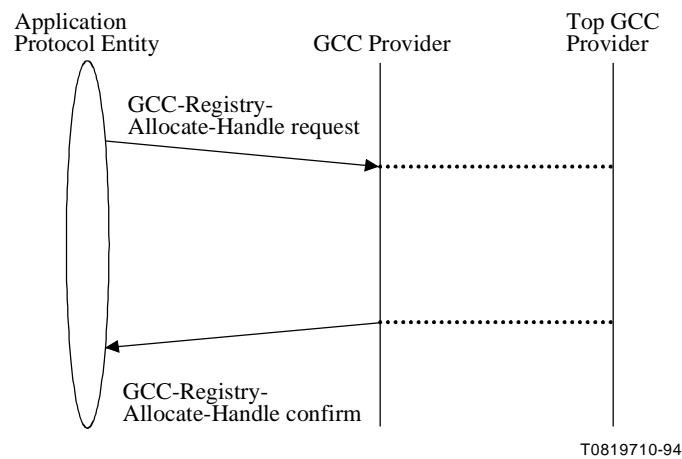 Application
Protocol Entity
GCC Provider
Top GCC
Provider
GCC-Registry-
Allocate-Handle request
GCC-Registry-
Allocate-Handle confirm
T0819710-94